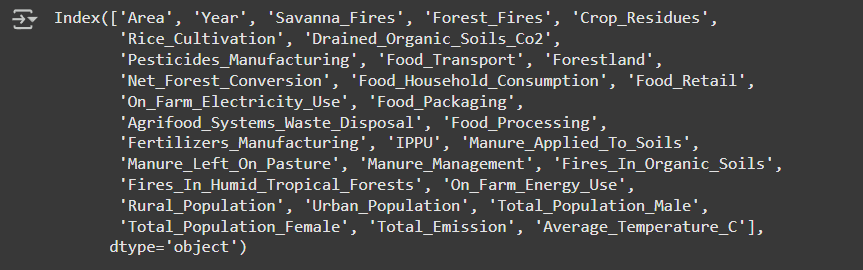 Index(['Area', 'Year', 'Savanna_Fires', 'Forest_Fires', 'Crop_Residues',
'Rice_Cultivation', 'Drained_Organic_Soils_Co2',
'Pesticides_Manufacturing', 'Food_Transport', 'Forestland',
'Net_Forest_Conversion', 'Food_Household_Consumption', 'Food_Retail',
'On_Farm_Electricity_Use', 'Food_Packaging',
'Agrifood_Systems_Waste_Disposal', 'Food_Processing',
'Fertilizers_Manufacturing', 'IPPU', 'Manure_Applied_To_Soils',
'Manure_Left_On_Pasture', 'Manure_Management', 'Fires_In_Organic_Soils',
'Fires_In_Humid_Tropical_Forests', 'On_Farm_Energy_Use',
'Rural_Population', 'Urban_Population', 'Total_Population_Male',
'Total_Population_Female', 'Total_Emission', 'Average_Temperature_C'],
dtype='object')